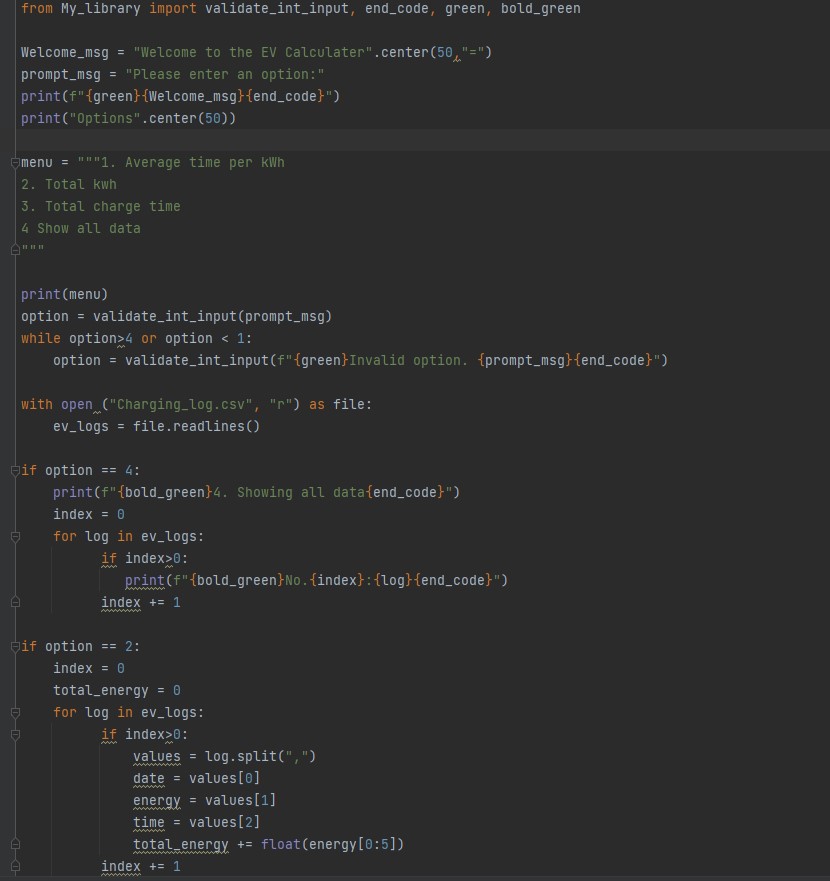 from My_library import validate_int_input, end_code, green, bold_green
Welcome_msg = "Welcome to the EV Calculater".center(50,"=")
prompt_msg = "Please enter an option:"
print(f"{green}{Welcome_msg}{end_code}")
print("Options".center(50))
menu = """1. Average time per kWh
2. Total kwh
3. Total charge time
4 Show all data
"""
print(menu)
option = validate_int_input(prompt_msg)
while option>4 or option < 1:
    option = validate_int_input(f"{green}Invalid option. {prompt_msg}{end_code}")
with open ("Charging_log.csv", "r") as file:
    ev_logs = file.readlines()
if option == 4:
    print(f"{bold_green}4. Showing all data{end_code}")
    index = 0
    for log in ev_logs:
          if index>0:
             print(f"{bold_green}No.{index}:{log}{end_code}")
          index += 1
if option == 2:
    index = 0
    total_energy = 0
    for log in ev_logs:
          if index>0:
              values = log.split(",")
              date = values[0]
              energy = values[1]
              time = values[2]
              total_energy += float(energy[0:5])
          index += 1